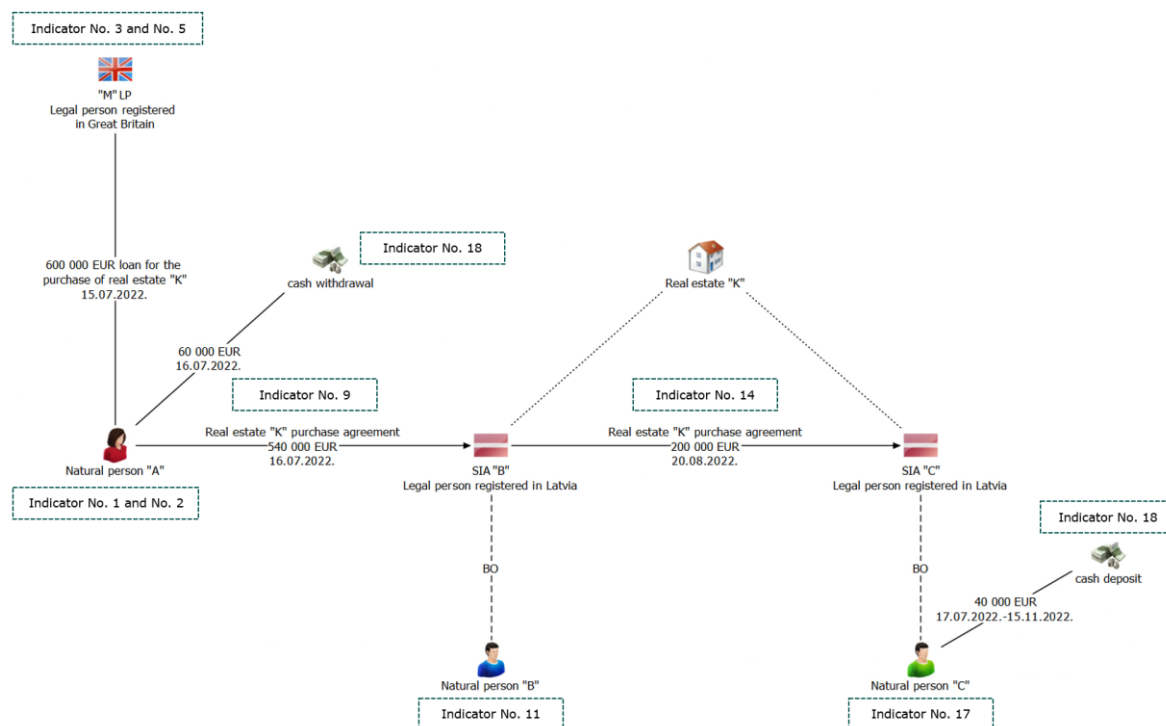 Indicator No. 3 and No. 5
"M" LP
Legal person registered
in Great Britain
600 000 EUR loan for the
purchase of real estate "K"
15.07.2022.
Indicator No. 18
cash withdrawal
60 000 EUR
16.07.2022.
Real estate "K"
Indicator No. 9
Indicator No. 14
Real estate "K" purchase agreement
540 000 EUR
16.07.2022.
Real estate "K" purchase agreement
200 000 EUR
20.08.2022.
Natural person "A"
Indicator No. 1 and No. 2
SIA "B"
Legal person registered in Latvia
SIA "C"
Legal person registered in Latvia
Indicator No. 18
cash deposit
BO
BO
40 000 EUR
17.07.2022.-15.11.2022.
Natural person "B"
Indicator No. 11
Natural person "C"
Indicator No. 17